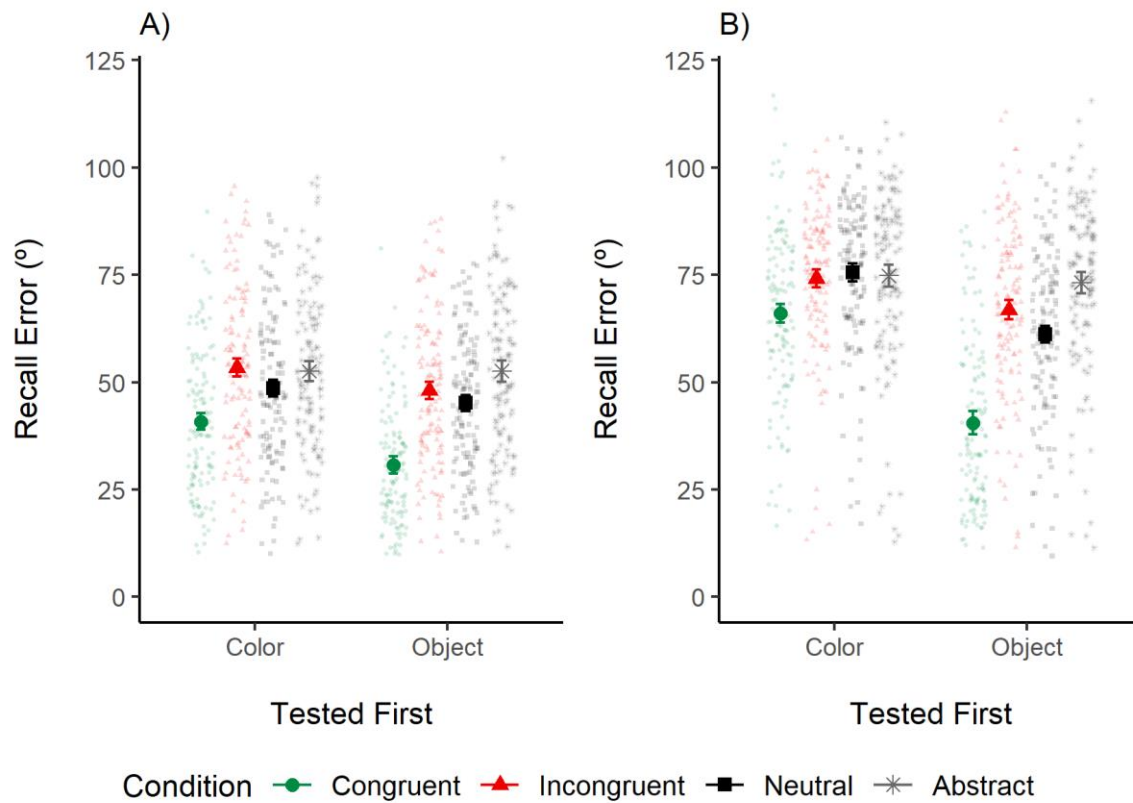 A)
125
100
75
50
25
0
Recall Error (º)
Color Object
Tested First
B)
125
100
75
50
25
0
Recall Error (º)
Color Object
Tested First
Condition Congruent Incongruent Neutral Abstract